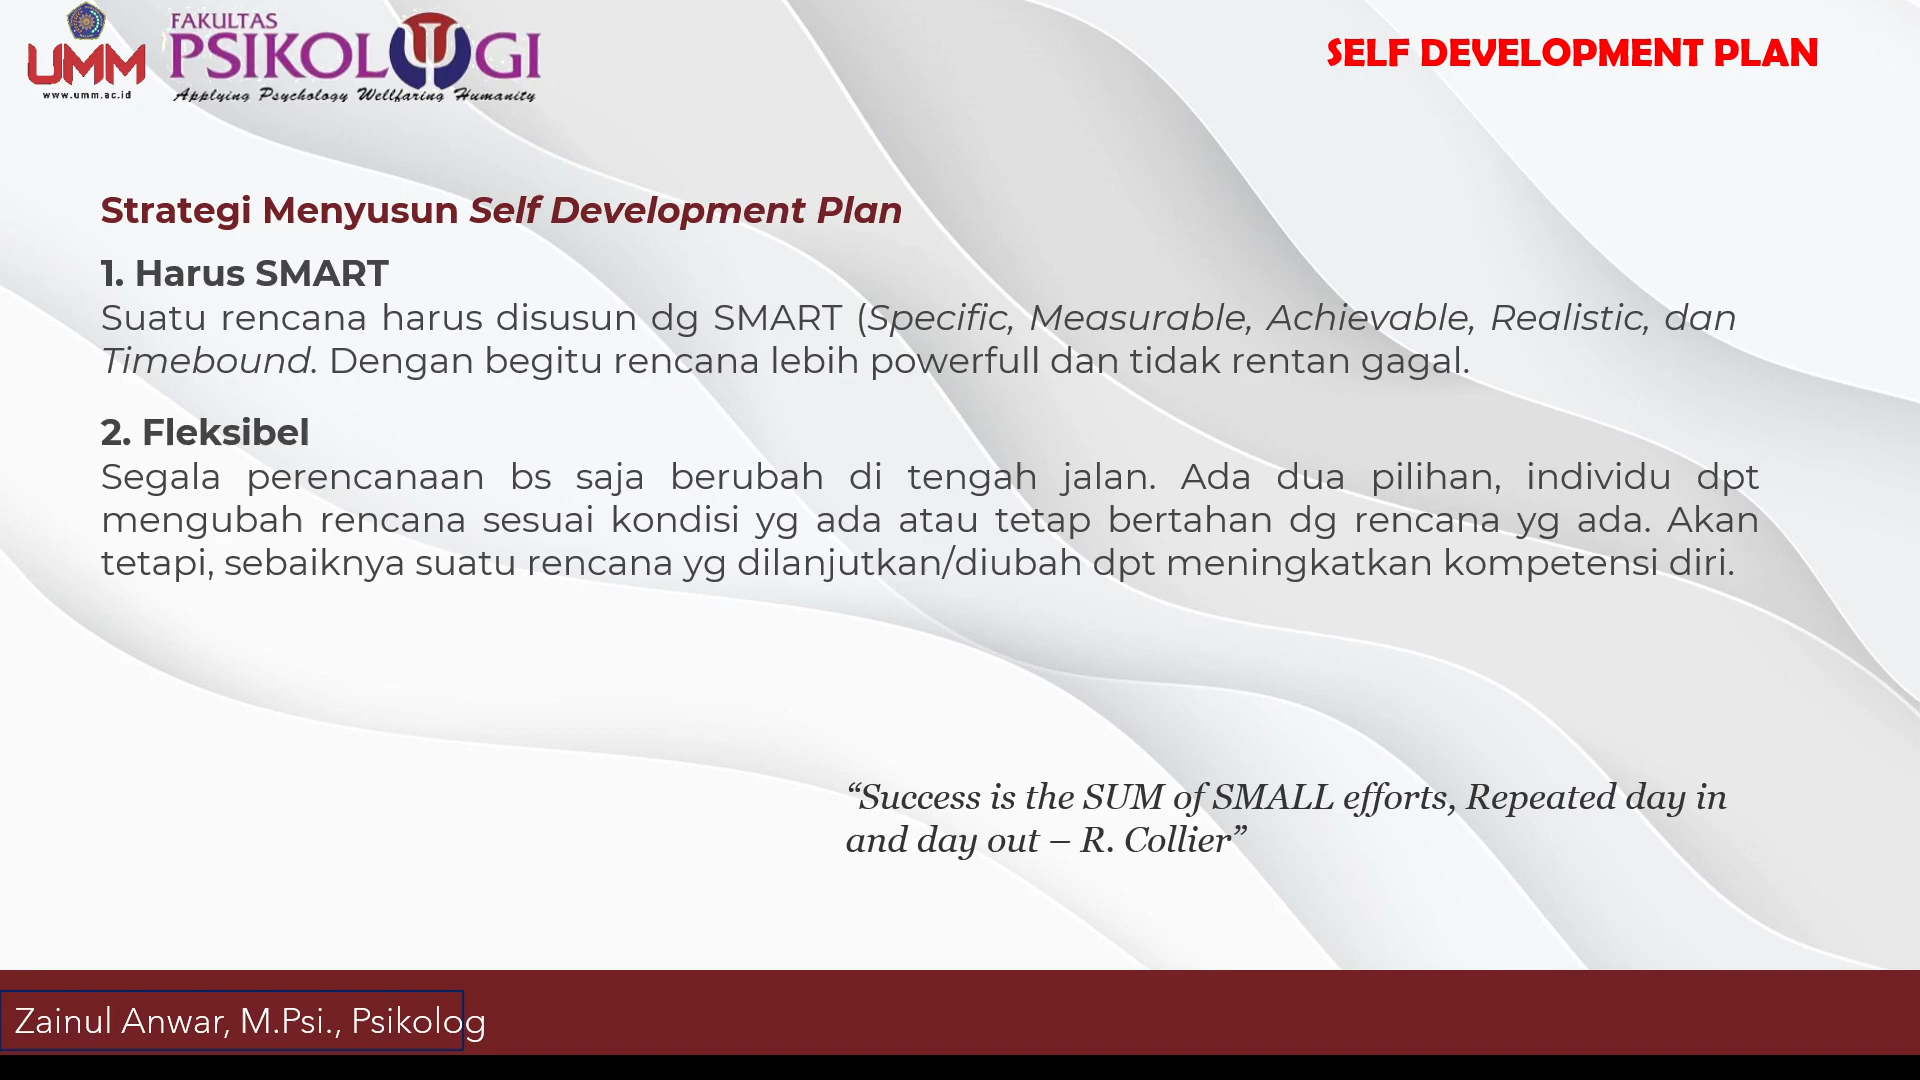 UMM
www.umm.ac.id
FAKULTAS
PSIKOLOGI
Applying Psychology Wellfaring Humanity
SELF DEVELOPMENT PLAN
Strategi Menyusun Self Development Plan
1. Harus SMART
Suatu rencana harus disusun dg SMART (Specific, Measurable, Achievable, Realistic, dan
Timebound. Dengan begitu rencana lebih powerfull dan tidak rentan gagal.
2. Fleksibel
Segala perencanaan bs saja berubah di tengah jalan. Ada dua pilihan, individu dpt
mengubah rencana sesuai kondisi yg ada atau tetap bertahan dg rencana yg ada. Akan
tetapi, sebaiknya suatu rencana yg dilanjutkan/diubah dpt meningkatkan kompetensi diri.
“Success is the SUM of SMALL efforts, Repeated day in
and day out – R. Collier”
Zainul Anwar, M.Psi., Psikolog